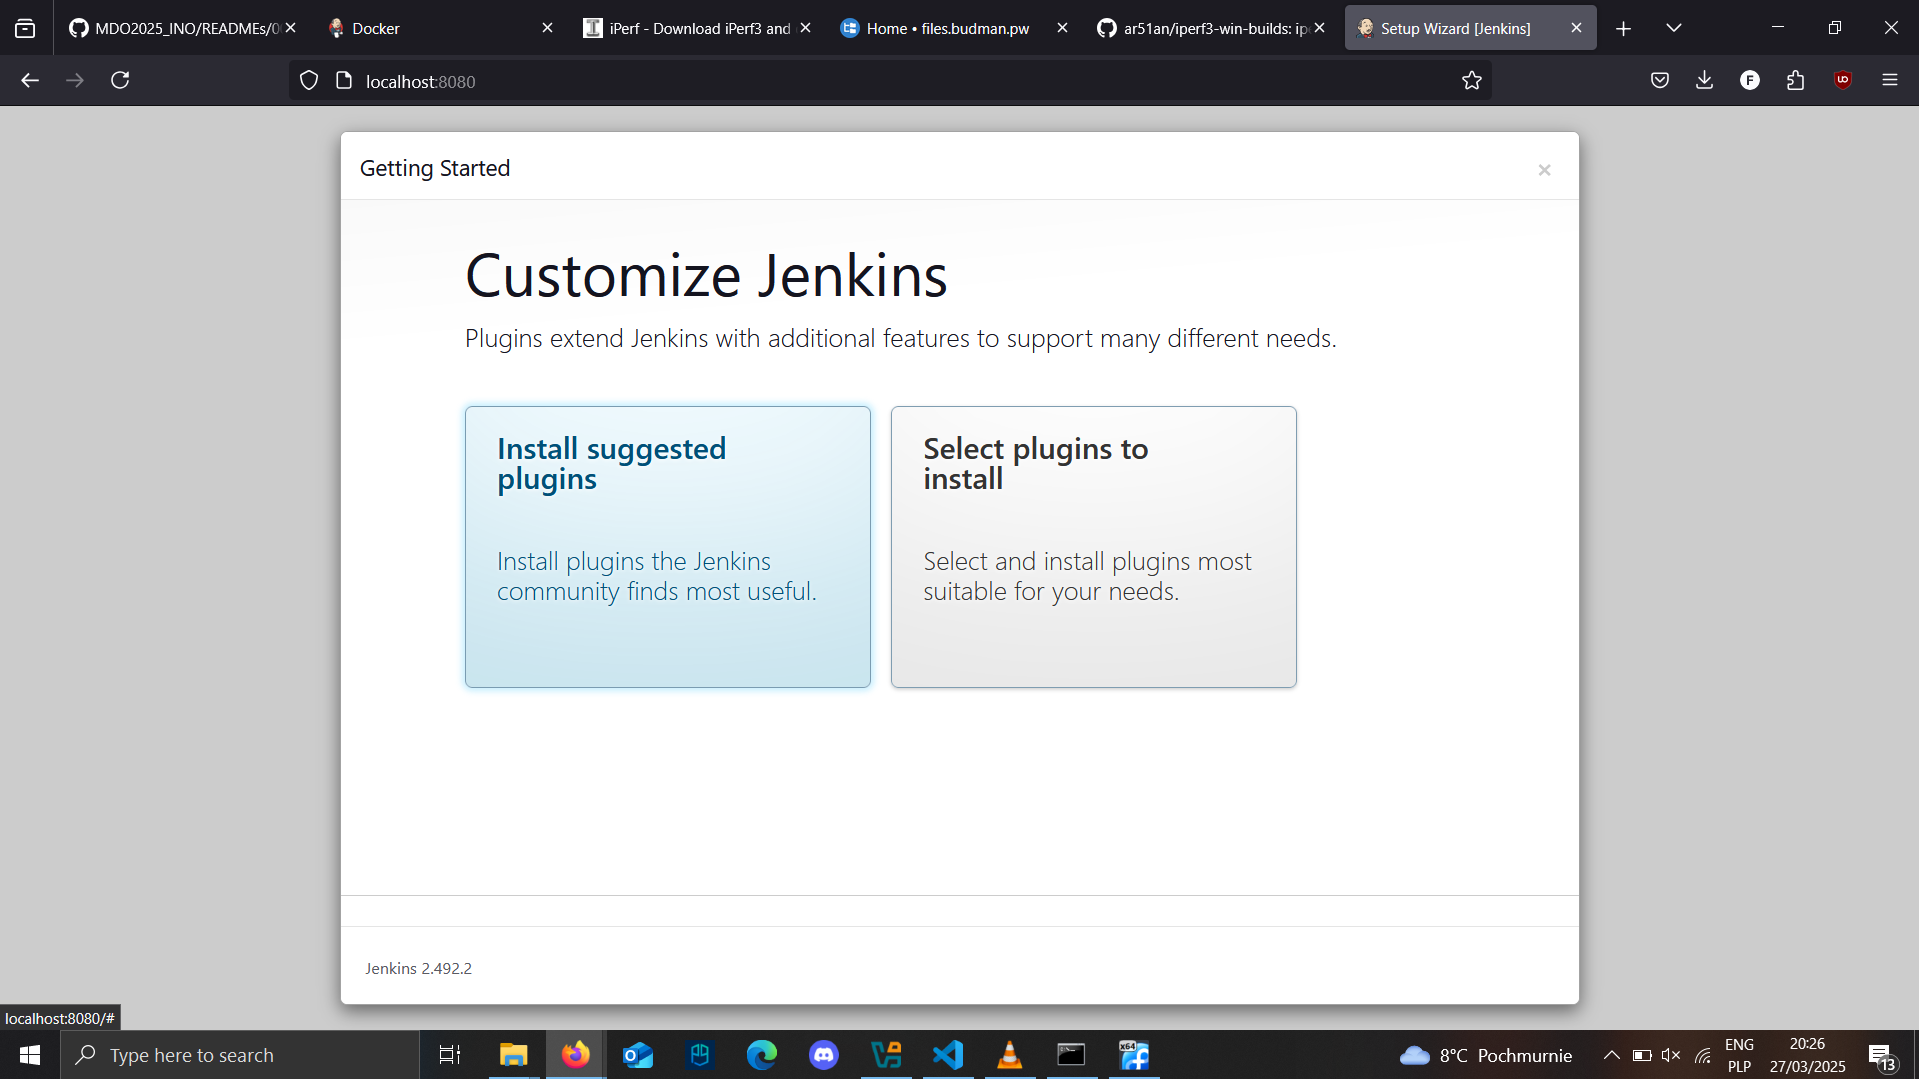 MDO2025_INO/READMEs/0
Docker
iPerf - Download iPerf3 and
Home • files.budman.pw
ar51an/iperf3-win-builds: ip
Setup Wizard [Jenkins]
localhost:8080
Getting Started
Customize Jenkins
Plugins extend Jenkins with additional features to support many different needs.
Install suggested
plugins
Install plugins the Jenkins
community finds most useful.
Select plugins to
install
Select and install plugins most
suitable for your needs.
Jenkins 2.492.2
localhost:8080/#
Type here to search
8°C Pochmurnie
ENG
PLP
20:26
27/03/2025
13